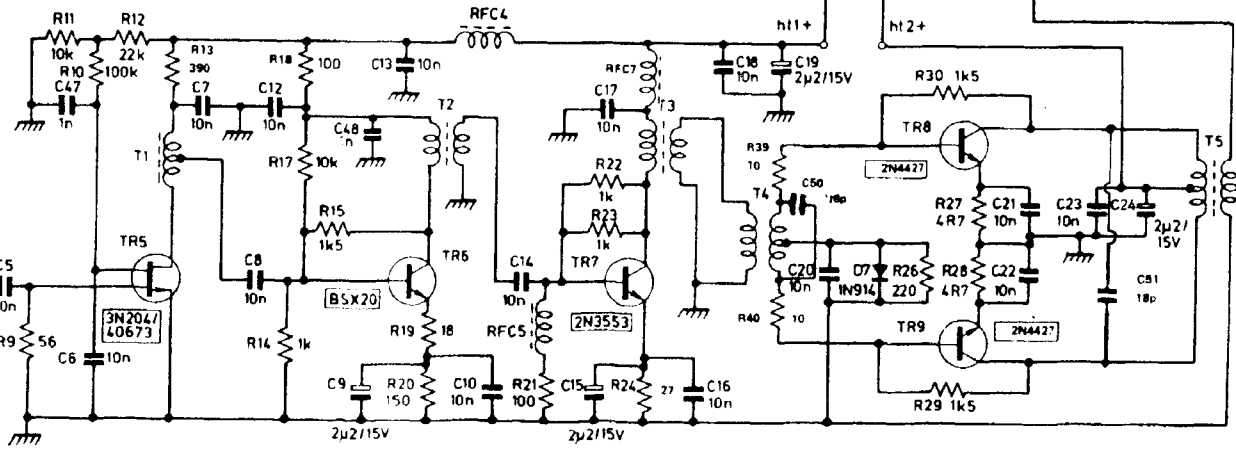 R11
10k
R12
22k
R13
390
R10
100k
C47
1n
R18
100
C7
10n
C12
10n
C13
10n
RFC4
RFC7
ht1+
ht2+
C18
10n
C19
2µ2/15V
R30 1k5
T1
R17
10k
C48
1n
T2
C17
10n
T3
R22
1k
R23
1k
R39
10
C50
18p
T4
TR8
2N4427
R27
4R7
C21
10n
C23
10n
C24
2µ2/
15V
T5
R15
1k5
TR5
3N204/
40673
C5
0n
R9
56
C6
10n
C8
10n
R14
1k
TR6
BSX20
R19
18
C14
10n
RFC5
TR7
2N3553
C20
10n
D7
1N914
R26
220
R28
4R7
C22
10n
C51
18p
R40
10
TR9
2N4427
C9
2µ2/15V
R20
150
C10
10n
R21
100
C15
2µ2/15V
R24
27
C16
10n
R29 1k5